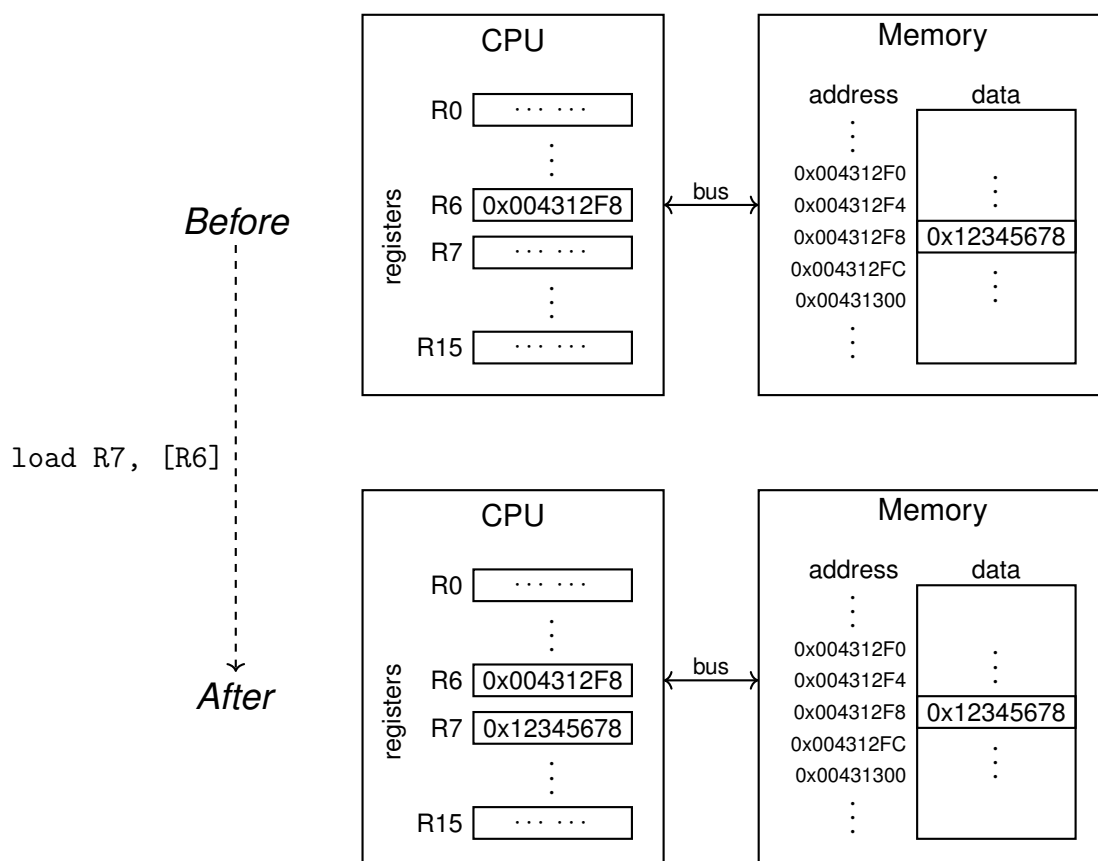 CPU
Memory
address data
R0 ... ...
0x004312F0
registers
R6 0x004312F8
bus
0x004312F4
Before
R7 ... ...
0x004312F8 0x12345678
0x004312FC
0x00431300
R15 ... ...
load R7, [R6]
CPU
Memory
address data
R0 ... ...
0x004312F0
registers
R6 0x004312F8
bus
0x004312F4
After
R7 0x12345678
0x004312F8 0x12345678
0x004312FC
0x00431300
R15 ... ...